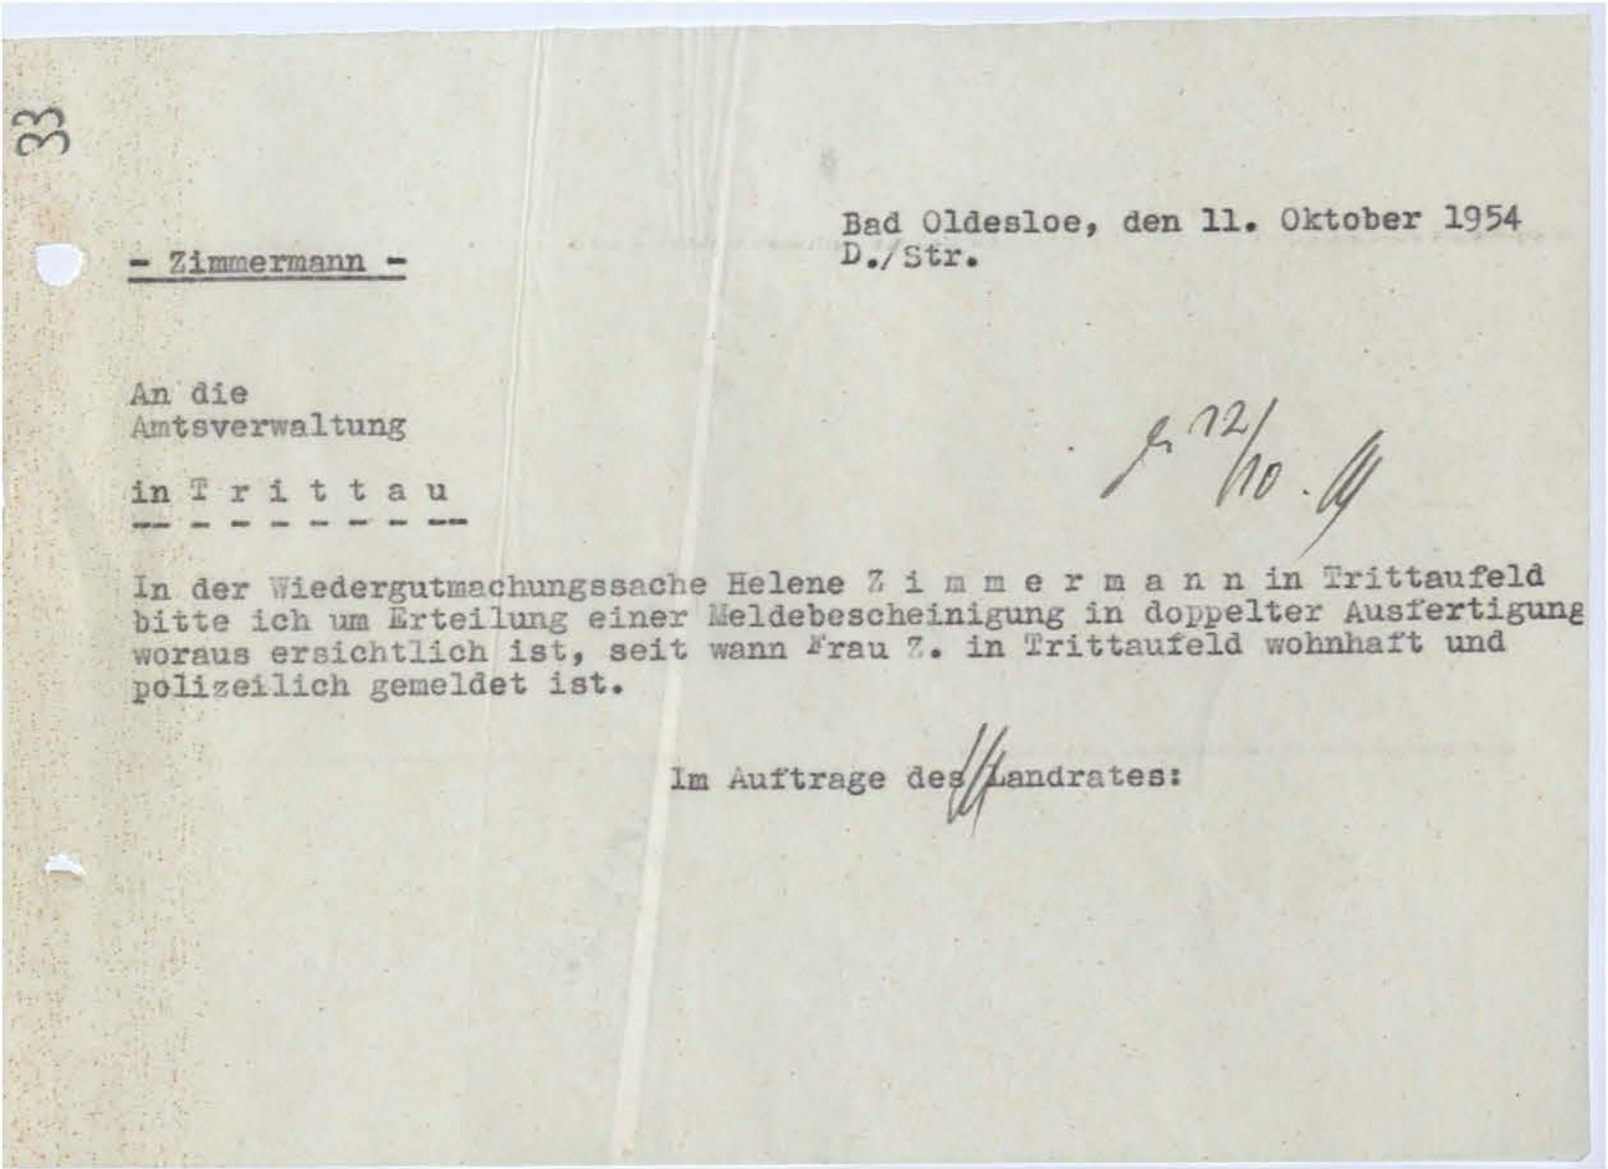 33
Bad Oldesloe, den 11. Oktober 1954
D./Str.
- Zimmermann -
An die
Amtsverwaltung
in T r i t t a u
12/10.
In der Wiedergutmachungssache Helene Z i m m e r m a n n in Trittaufeld
bitte ich um Erteilung einer Meldebescheinigung in doppelter Ausfertigung
woraus ersichtlich ist, seit wann Frau Z. in Trittaufeld wohnhaft und
polizeilich gemeldet ist.
Im Auftrage des Landrates: